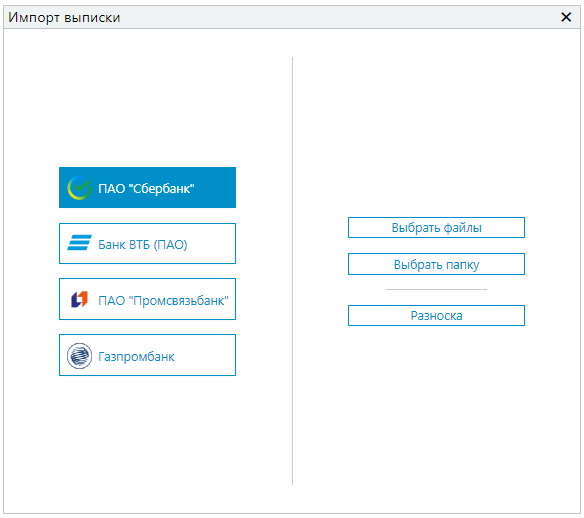 Импорт выписки
ПАО "Сбербанк"
Банк ВТБ (ПАО)
ПАО "Промсвязьбанк"
Газпромбанк
Выбрать файлы
Выбрать папку
Разноска